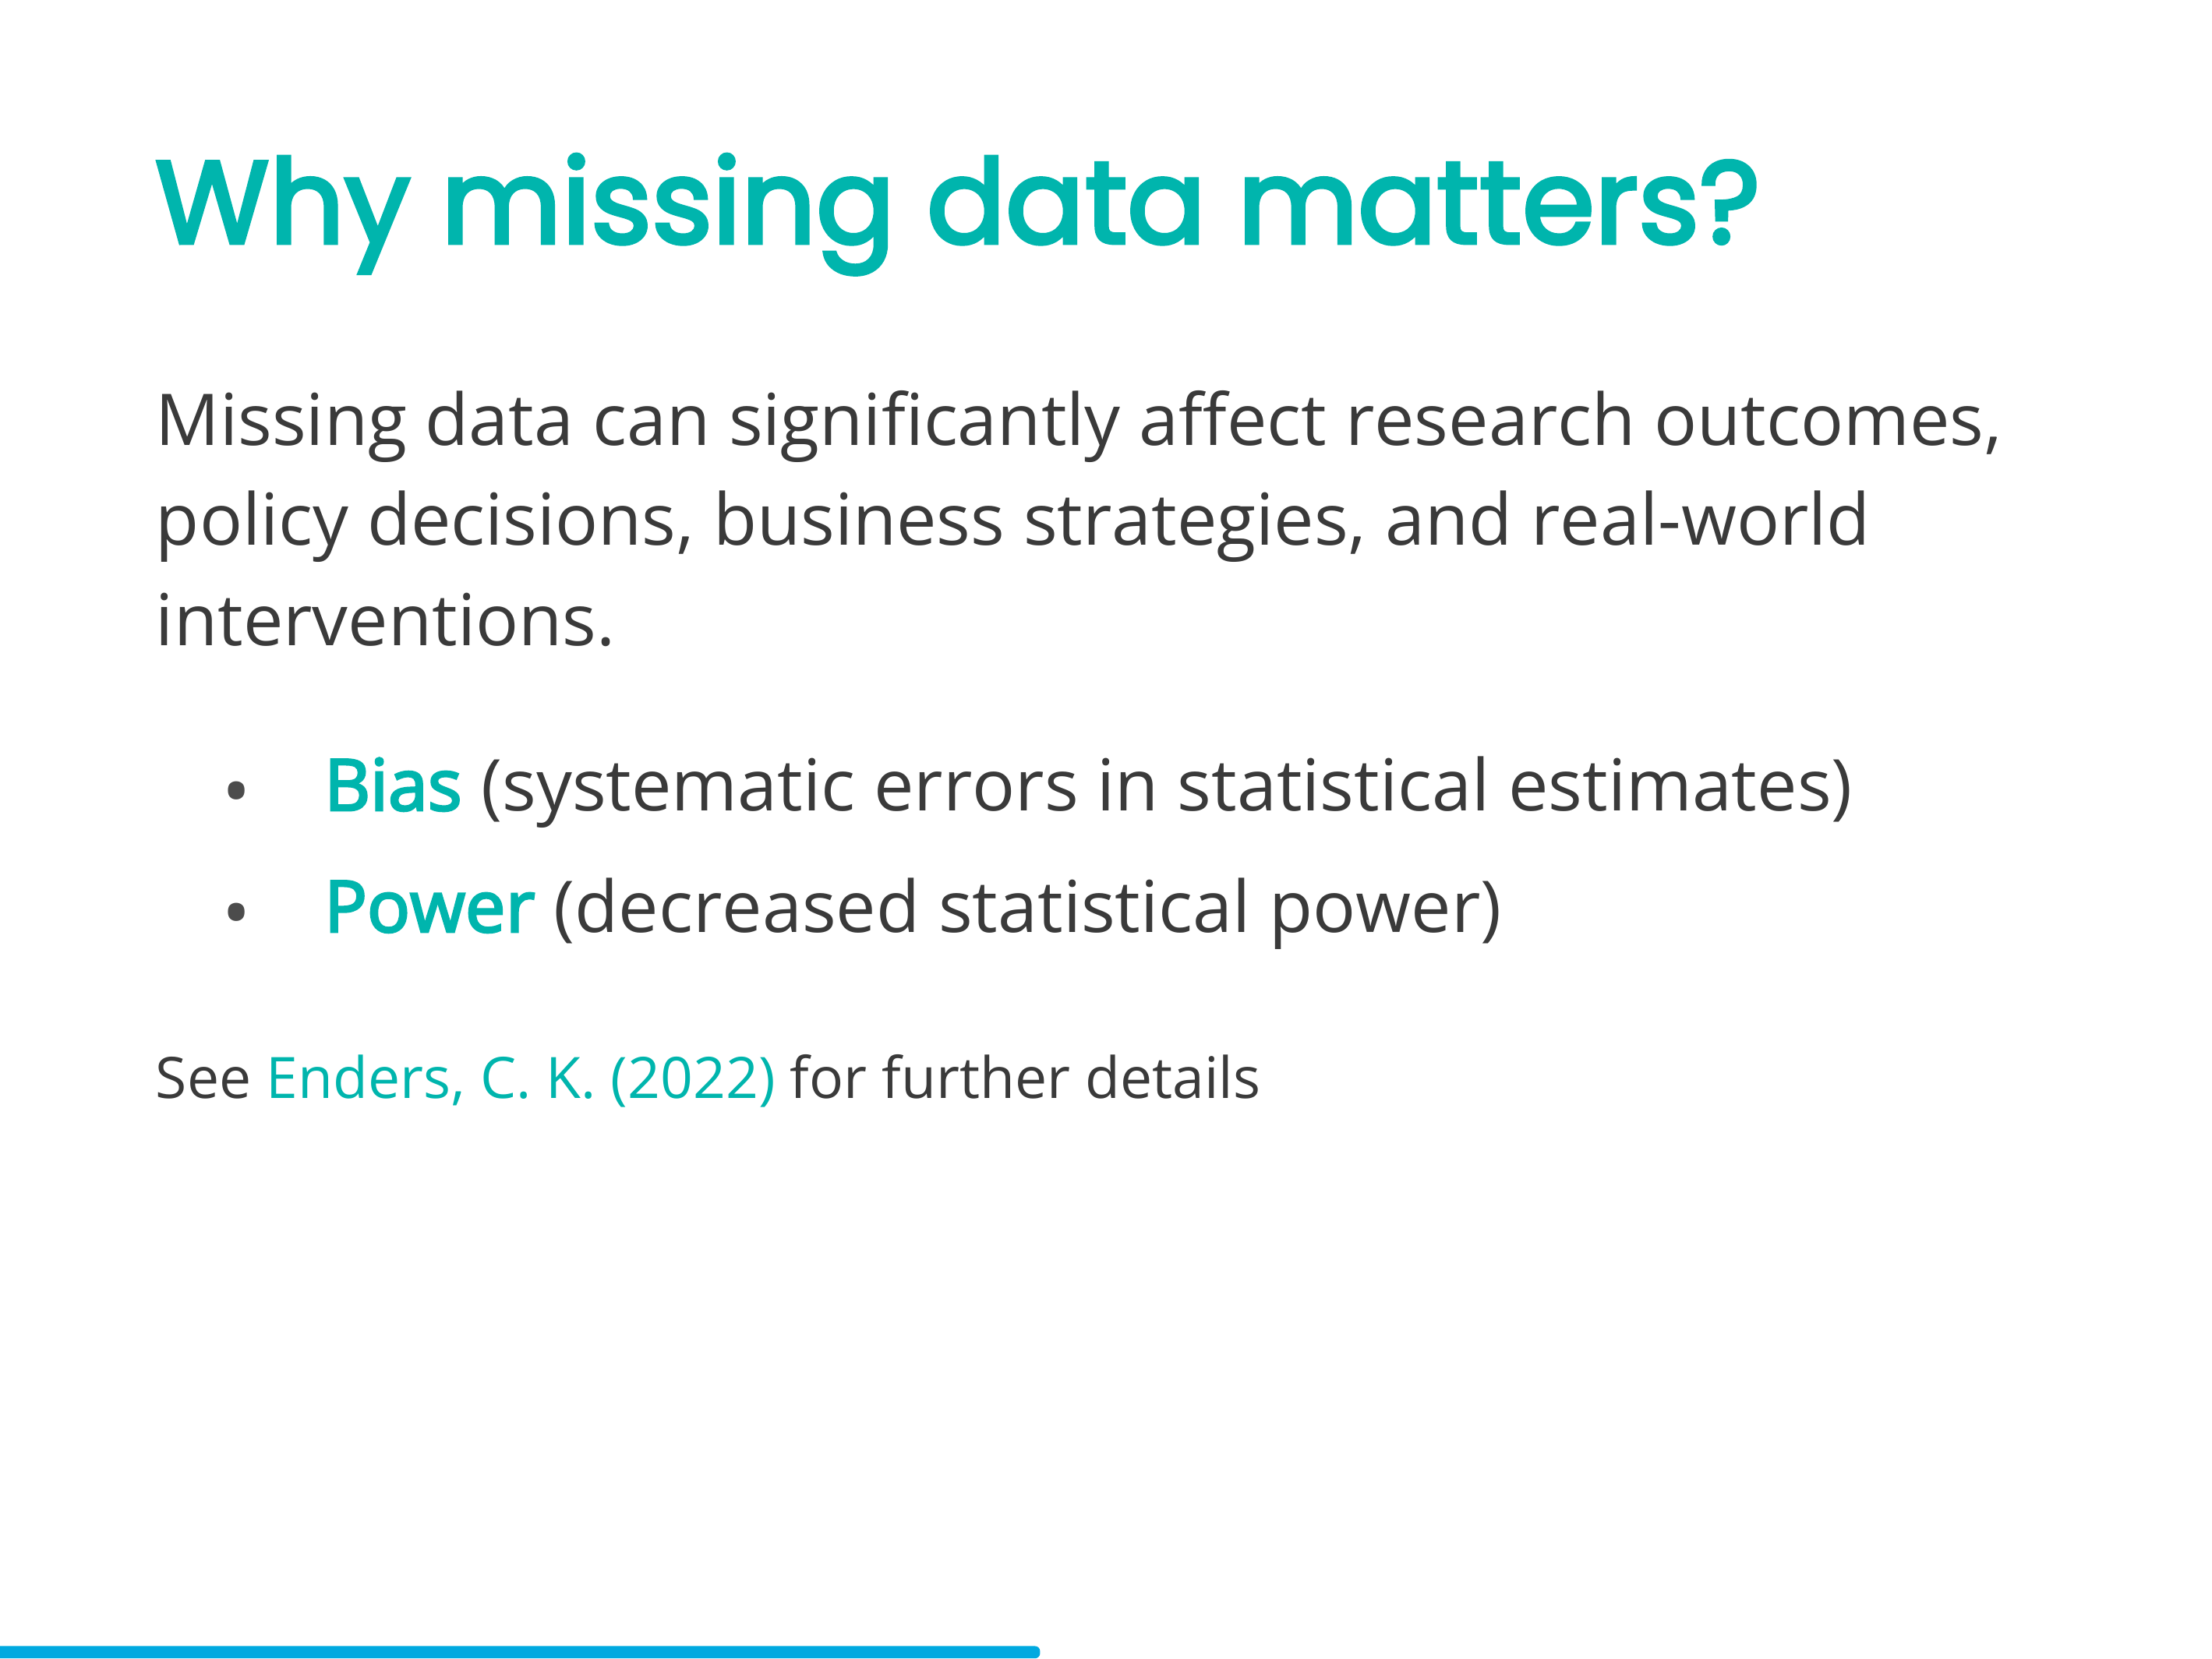 Why missing data matters?
Missing data can significantly affect research outcomes,
policy decisions, business strategies, and real-world
interventions.
• Bias (systematic errors in statistical estimates)
• Power (decreased statistical power)
See Enders, C. K. (2022) for further details